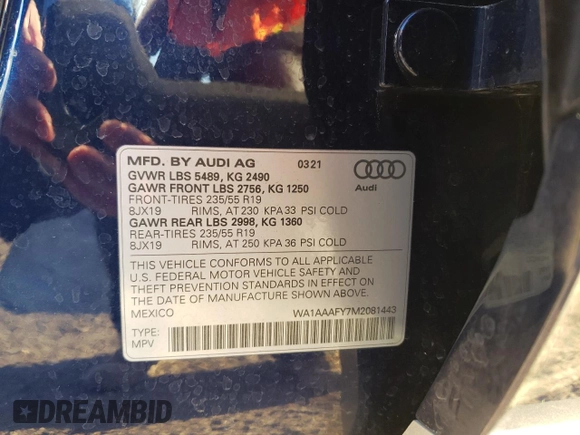 MFD. BY AUDI AG 03 21
GVWR LBS 5489, KG 2490
GAWR FRONT LBS 2756, KG 1250
FRONT-TIRES 235/55 R19
8JX19 RIMS, AT 230 KPA 33 PSI COLD
GAWR REAR LBS 2998, KG 1360
REAR-TIRES 235/55 R19
8JX19 RIMS, AT 250 KPA 36 PSI COLD
Audi
THIS VEHICLE CONFORMS TO ALL APPLICABLE
U.S. FEDERAL MOTOR VEHICLE SAFETY AND
THEFT PREVENTION STANDARDS IN EFFECT ON
THE DATE OF MANUFACTURE SHOWN ABOVE.
MEXICO WA1AAAFY7M2081443
TYPE:
MPV
DREAMBID